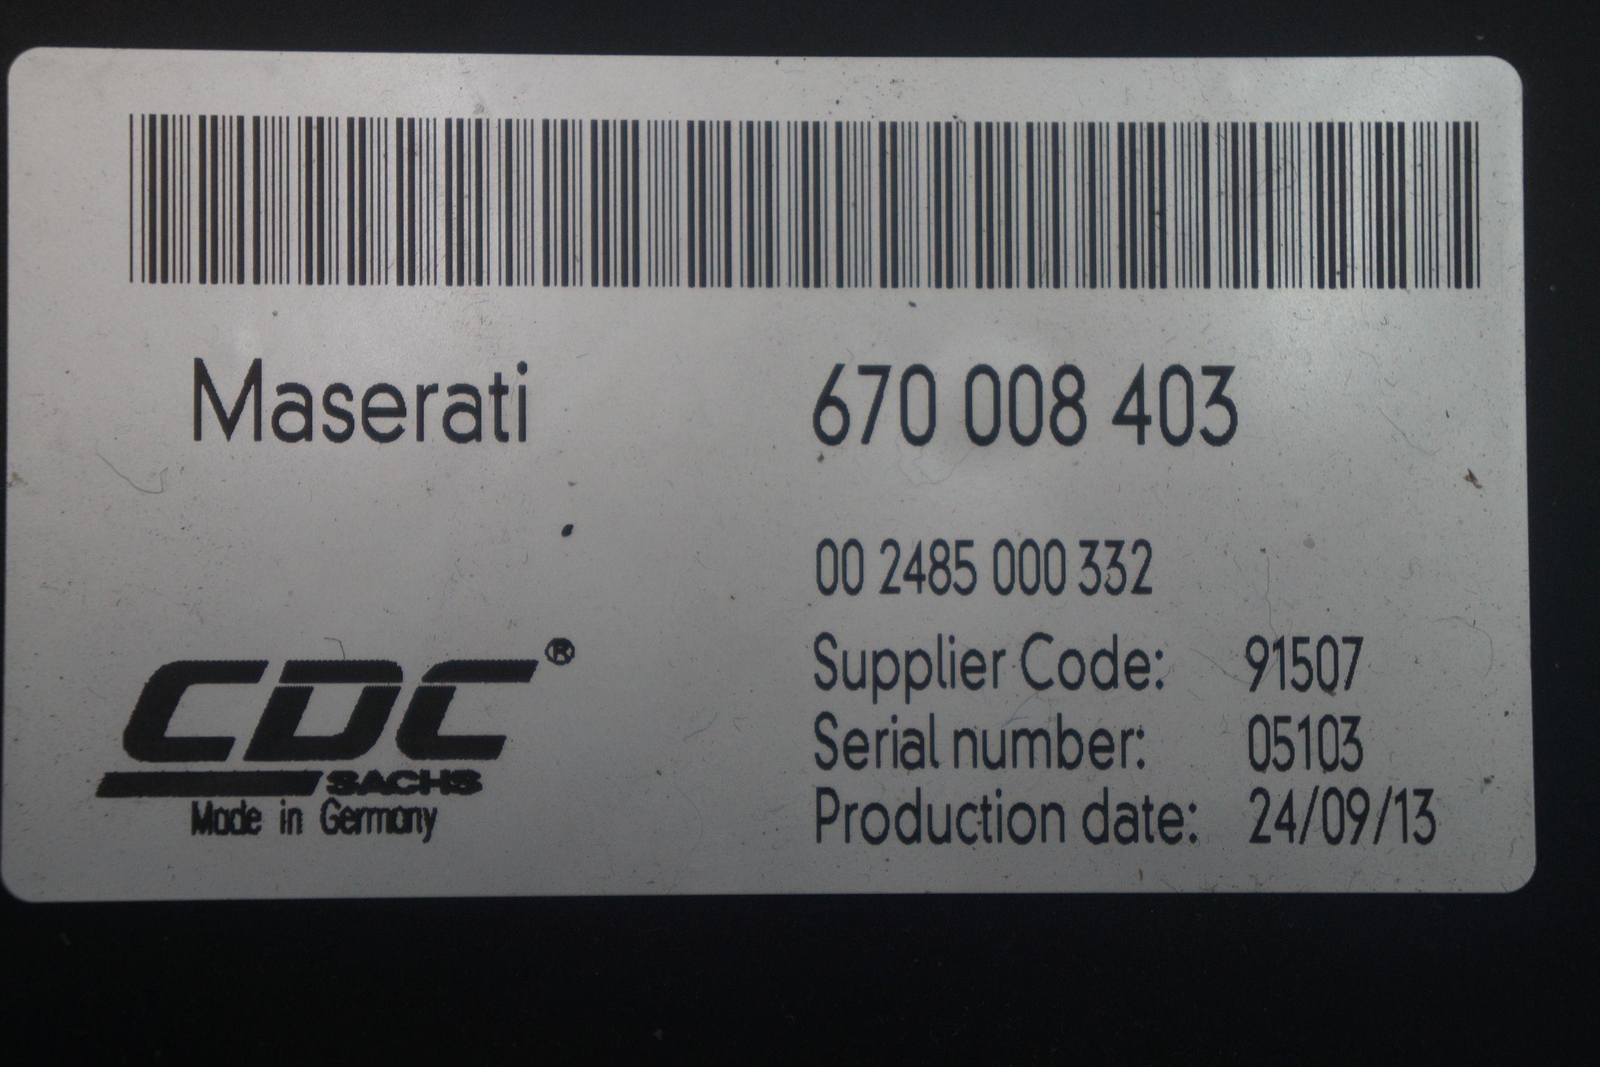 Maserati 670 008 403
00 2485 000 332
CDC®
SACHS
Made in Germany
Supplier Code: 91507
Serial number: 05103
Production date: 24/09/13